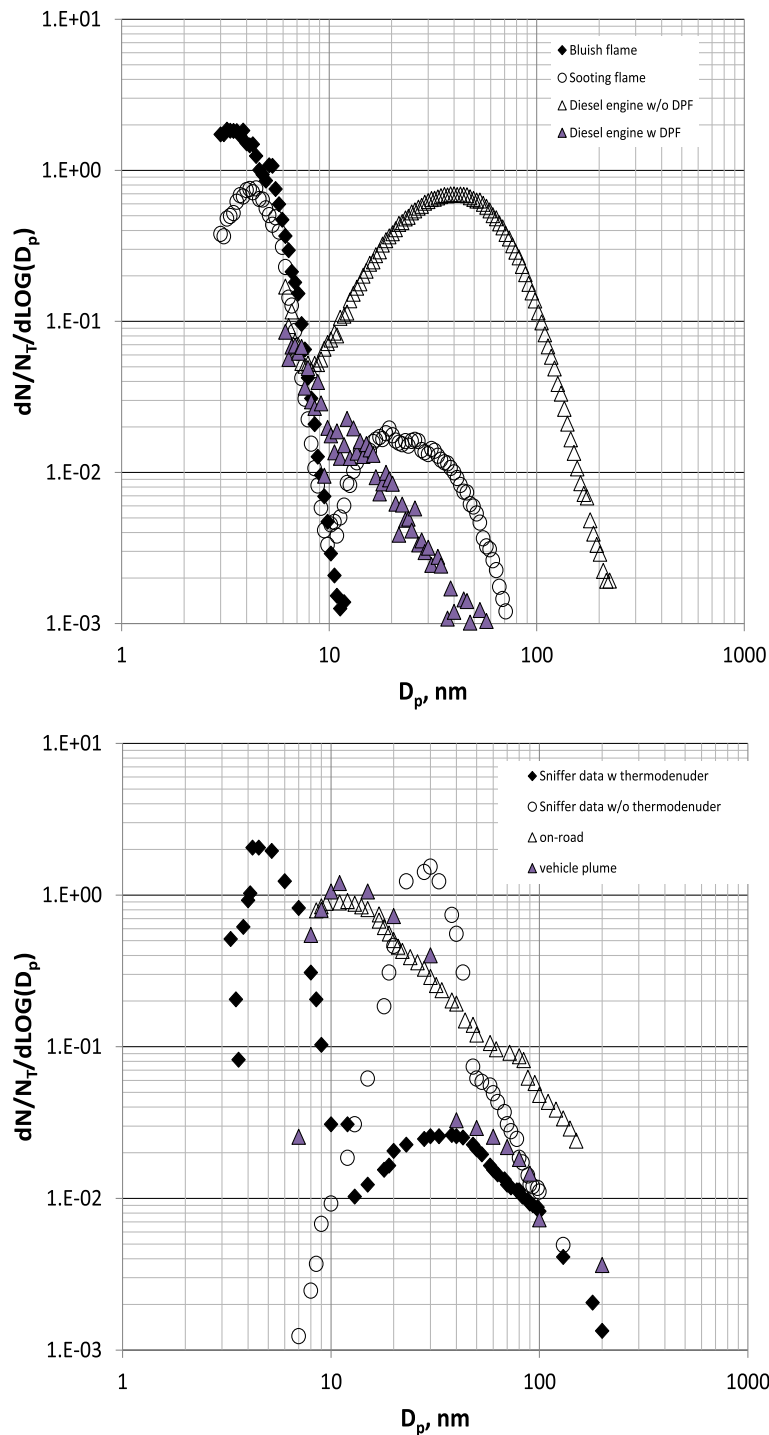 1.E+01
1.E+00
1.E-01
1.E-02
1.E-03
dN/N_T/dLOG(D_p)
Bluish flame
Sooting flame
Diesel engine w/o DPF
Diesel engine w DPF
1 10 100 1000
D_p, nm
1.E+01
1.E+00
1.E-01
1.E-02
1.E-03
dN/N_T/dLOG(D_p)
Sniffer data w thermodenuder
Sniffer data w/o thermodenuder
on-road
vehicle plume
1 10 100 1000
D_p, nm